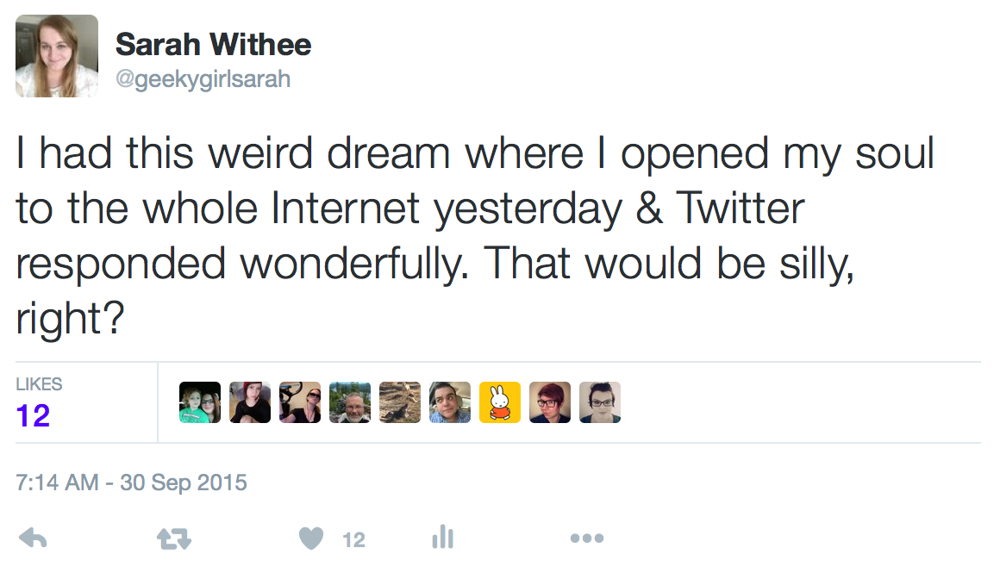 Sarah Withee
@geekygirlsarah
I had this weird dream where I opened my soul
to the whole Internet yesterday & Twitter
responded wonderfully. That would be silly,
right?
LIKES
12
7:14 AM - 30 Sep 2015
12